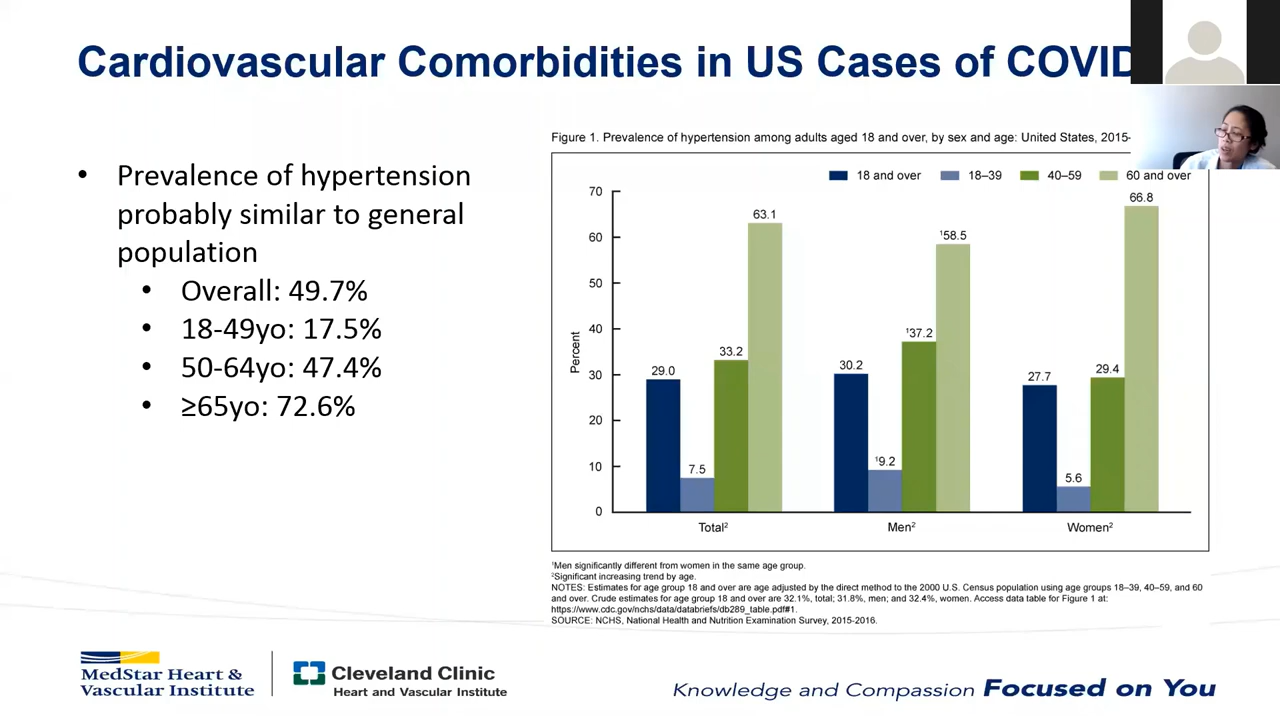 Cardiovascular Comorbidities in US Cases of COVID
• Prevalence of hypertension
probably similar to general
population
• Overall: 49.7%
• 18-49yo: 17.5%
• 50-64yo: 47.4%
• ≥65yo: 72.6%
Figure 1. Prevalence of hypertension among adults aged 18 and over, by sex and age: United States, 2015-
18 and over 18–39 40–59 60 and over
Percent
70
60
50
40
30
20
10
0
29.0 7.5 33.2 63.1
30.2 ¹9.2 ¹37.2 ¹58.5
27.7 5.6 29.4 66.8
Total² Men² Women²
¹Men significantly different from women in the same age group.
²Significant increasing trend by age.
NOTES: Estimates for age group 18 and over are age adjusted by the direct method to the 2000 U.S. Census population using age groups 18–39, 40–59, and 60
and over. Crude estimates for age group 18 and over are 32.1%, total; 31.8%, men; and 32.4%, women. Access data table for Figure 1 at:
https://www.cdc.gov/nchs/data/databriefs/db289_table.pdf#1.
SOURCE: NCHS, National Health and Nutrition Examination Survey, 2015-2016.
MedStar Heart &
Vascular Institute
Cleveland Clinic
Heart and Vascular Institute
Knowledge and Compassion Focused on You